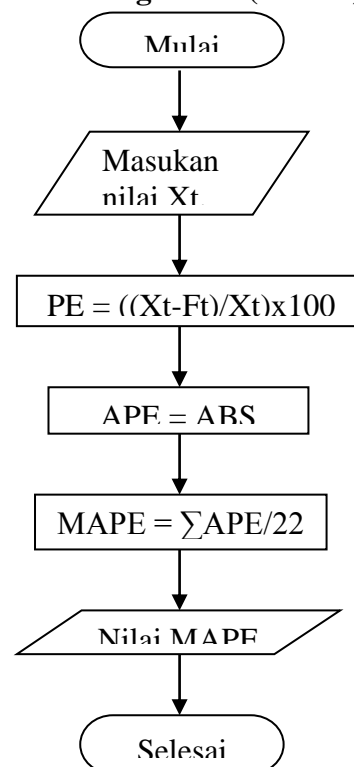 Mulai
Masukan
nilai Xt,
PE = ((Xt-Ft)/Xt)x100
APE = ABS
MAPE = ∑APE/22
Nilai MAPE
Selesai